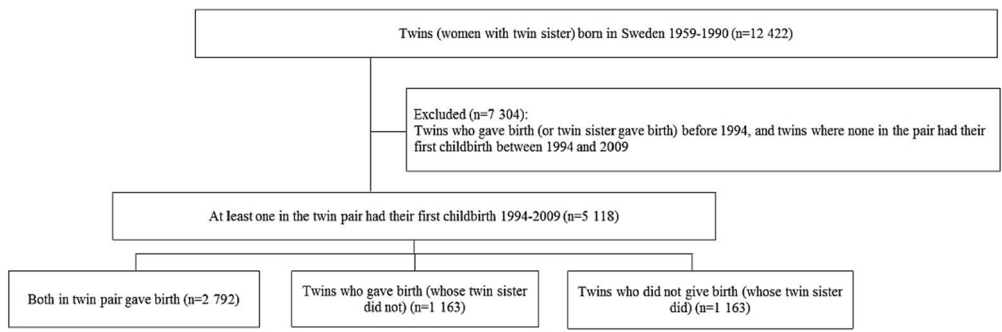 Twins (women with twin sister) born in Sweden 1959-1990 (n=12 422)
Excluded (n=7 304):
Twins who gave birth (or twin sister gave birth) before 1994, and twins where none in the pair had their
first childbirth between 1994 and 2009
At least one in the twin pair had their first childbirth 1994-2009 (n=5 118)
Both in twin pair gave birth (n=2 792)
Twins who gave birth (whose twin sister
did not) (n=1 163)
Twins who did not give birth (whose twin sister
did) (n=1 163)